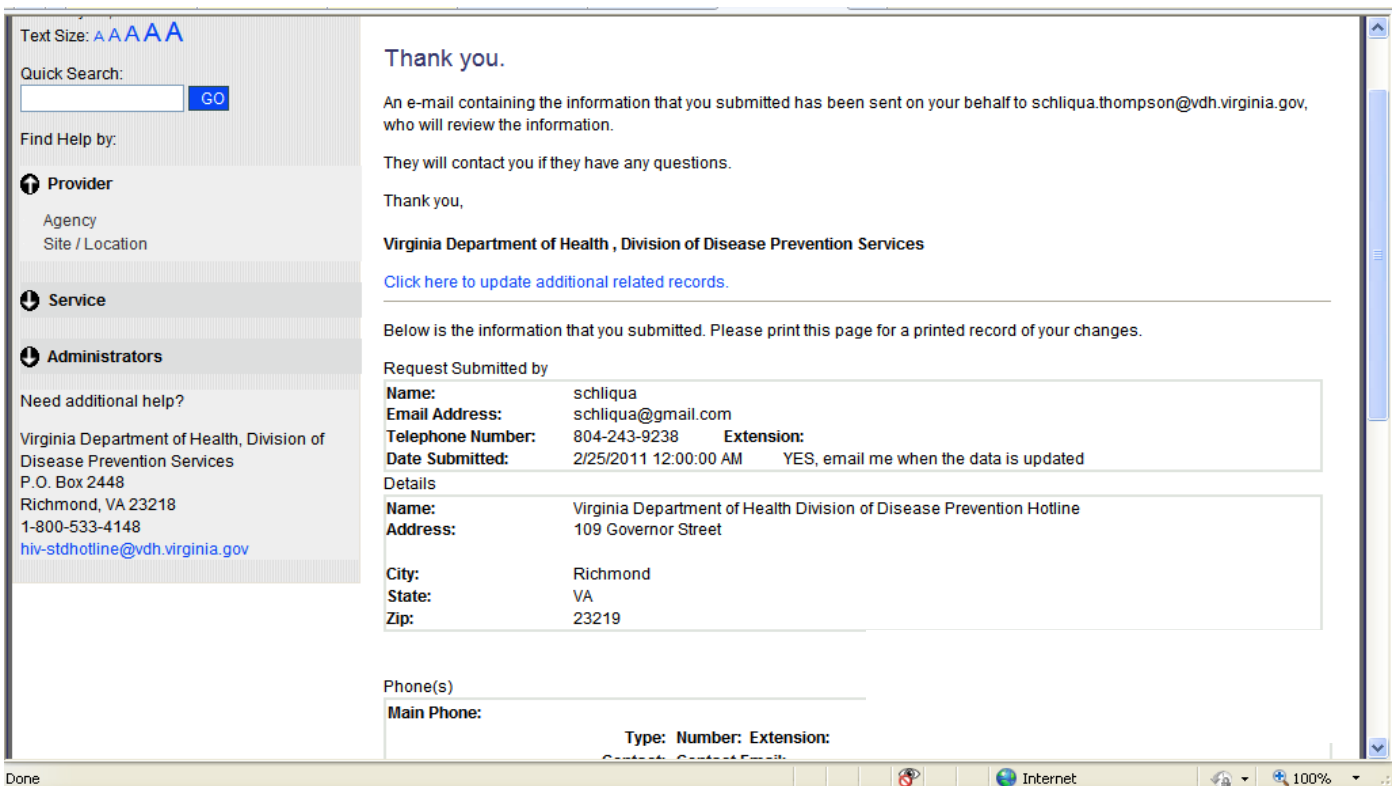 Text Size: A A A A A
Quick Search:
GO
Find Help by:
Provider
Agency
Site / Location
Service
Administrators
Need additional help?
Virginia Department of Health, Division of
Disease Prevention Services
P.O. Box 2448
Richmond, VA 23218
1-800-533-4148
hiv-stdhotline@vdh.virginia.gov
Thank you.
An e-mail containing the information that you submitted has been sent on your behalf to schliqua.thompson@vdh.virginia.gov,
who will review the information.
They will contact you if they have any questions.
Thank you,
Virginia Department of Health , Division of Disease Prevention Services
Click here to update additional related records.
Below is the information that you submitted. Please print this page for a printed record of your changes.
Request Submitted by
Name: schliqua
Email Address: schliqua@gmail.com
Telephone Number: 804-243-9238 Extension:
Date Submitted: 2/25/2011 12:00:00 AM YES, email me when the data is updated
Details
Name: Virginia Department of Health Division of Disease Prevention Hotline
Address: 109 Governor Street
City: Richmond
State: VA
Zip: 23219
Phone(s)
Main Phone:
Type: Number: Extension:
Contact: Contact Email:
Done Internet 100%